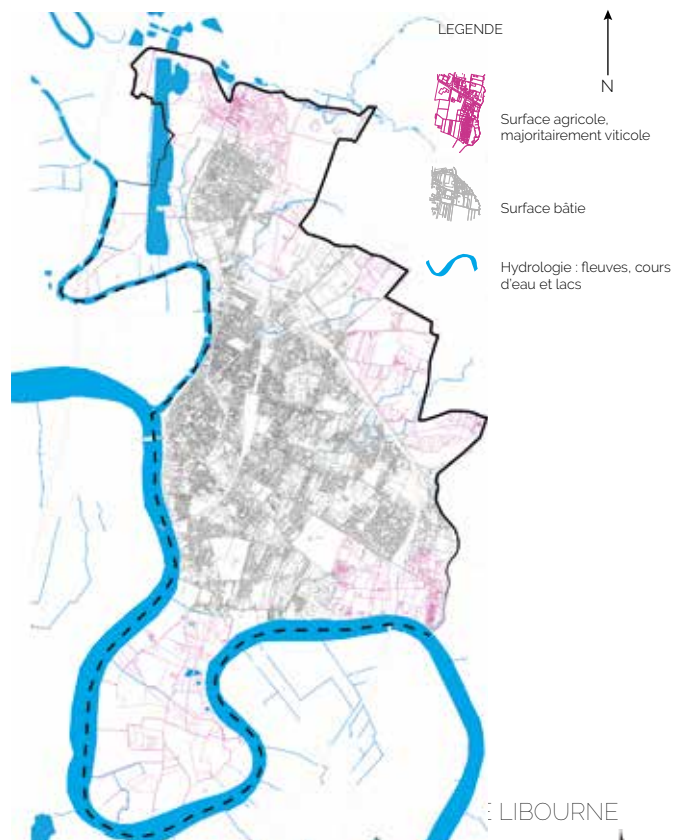 LEGENDE
N
Surface agricole,
majoritairement viticole
Surface bâtie
Hydrologie : fleuves, cours
d'eau et lacs
LIBOURNE